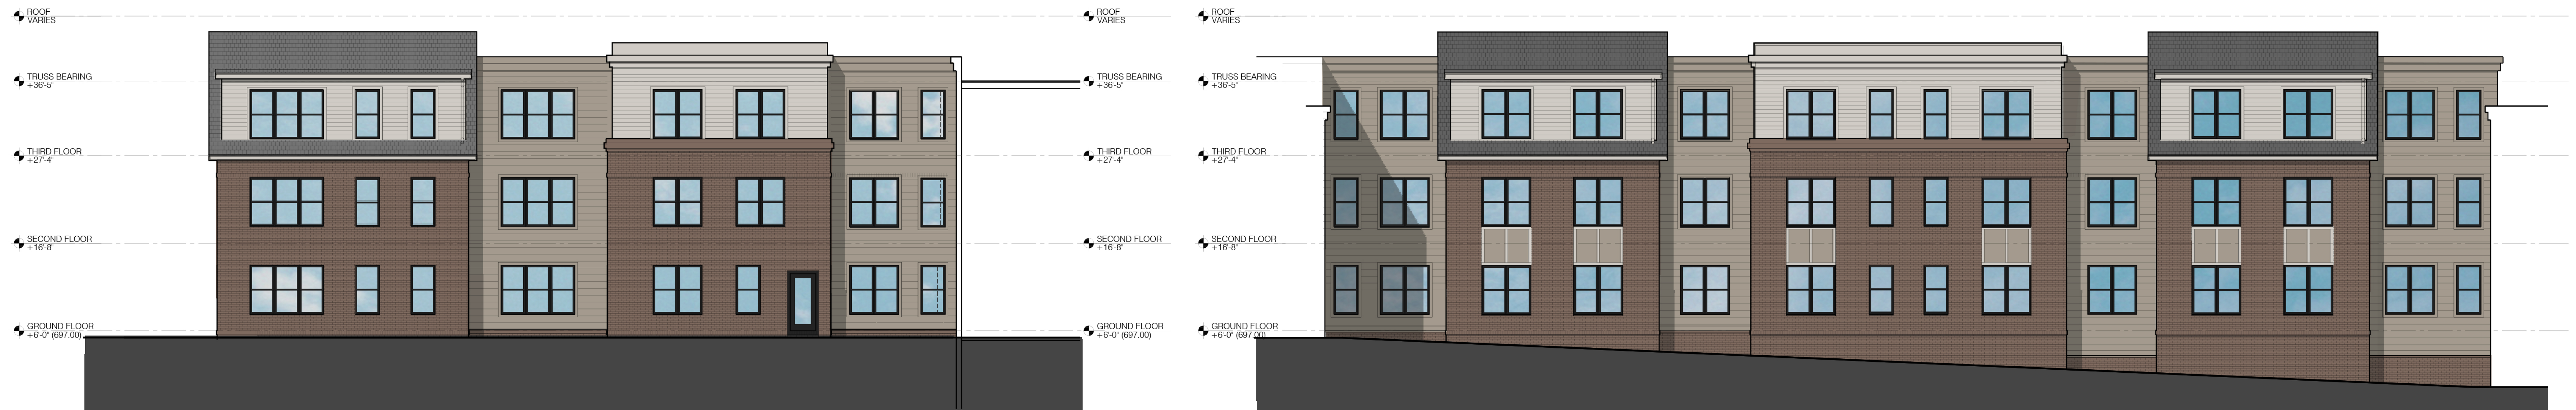 ROOF
VARIES
TRUSS BEARING
+36'-5"
THIRD FLOOR
+27'-4"
SECOND FLOOR
+16'-8"
GROUND FLOOR
+6'-0" (697.00)
ROOF
VARIES
TRUSS BEARING
+36'-5"
THIRD FLOOR
+27'-4"
SECOND FLOOR
+16'-8"
GROUND FLOOR
+6'-0" (697.00)
ROOF
VARIES
TRUSS BEARING
+36'-5"
THIRD FLOOR
+27'-4"
SECOND FLOOR
+16'-8"
GROUND FLOOR
+6'-0" (697.00)